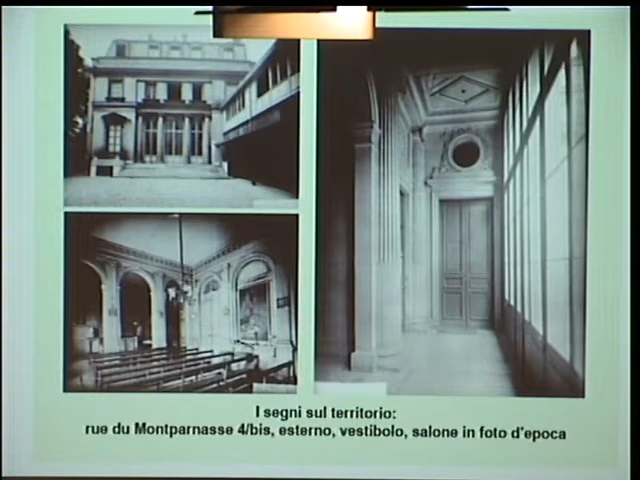 I segni sul territorio:
rue du Montparnasse 4/bis, esterno, vestibolo, salone in foto d'epoca